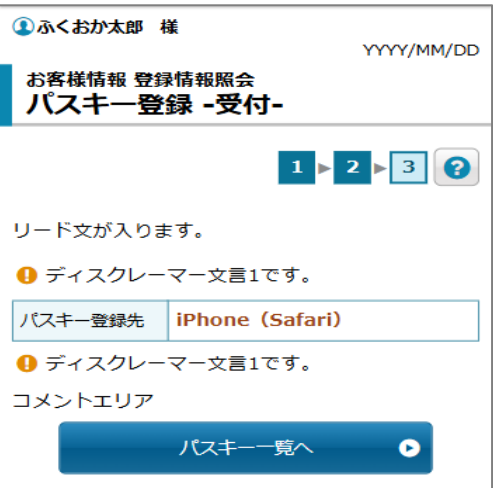 ふくおか太郎 様
YYYY/MM/DD
お客様情報 登録情報照会
パスキー登録 -受付-
1 2 3 ?
リード文が入ります。
! ディスクレーマー文言1です。
パスキー登録先 iPhone（Safari）
! ディスクレーマー文言1です。
コメントエリア
パスキー一覧へ